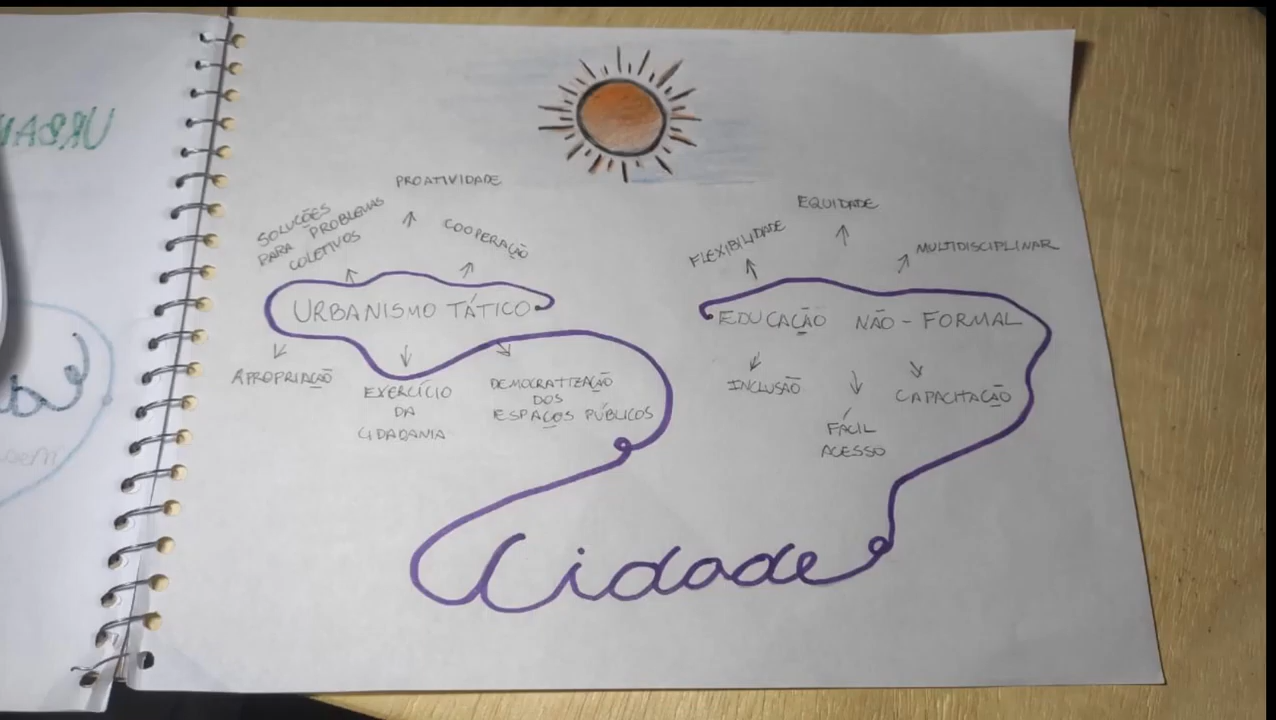 PROATIVIDADE
SOLUÇÕES
PARA PROBLEMAS
COLETIVOS
COOPERAÇÃO
URBANISMO TÁTICO
APROPRIAÇÃO
EXERCÍCIO
DA
CIDADANIA
DEMOCRATIZAÇÃO
DOS
ESPAÇOS PÚBLICOS
EQUIDADE
FLEXIBILIDADE
MULTIDISCIPLINAR
EDUCAÇÃO NÃO-FORMAL
INCLUSÃO
FÁCIL
ACESSO
CAPACITAÇÃO
Cidade